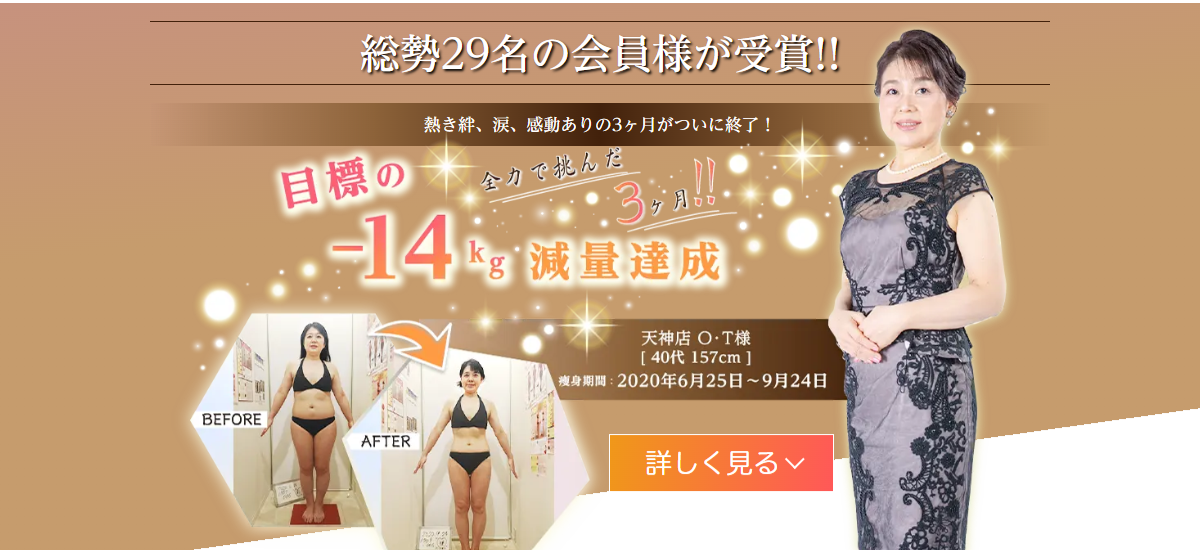 総勢29名の会員様が受賞!!
熱き絆、涙、感動ありの3ヶ月がついに終了！
目標の
全力で挑んだ
3ヶ月!!
-14kg 減量達成
天神店 O・T様
[ 40代 157cm ]
痩身期間：2020年6月25日～9月24日
BEFORE
AFTER
詳しく見る